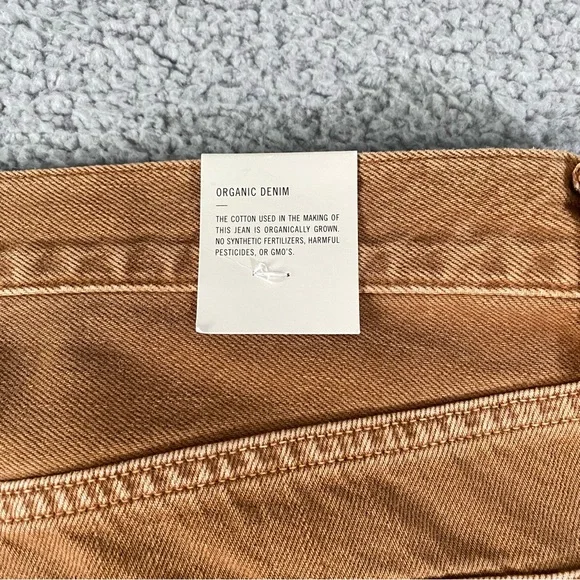 ORGANIC DENIM
THE COTTON USED IN THE MAKING OF
THIS JEAN IS ORGANICALLY GROWN.
NO SYNTHETIC FERTILIZERS, HARMFUL
PESTICIDES, OR GMO'S.